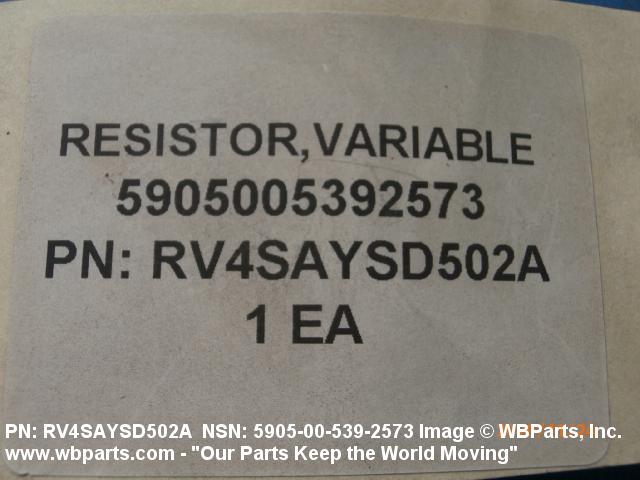 RESISTOR,VARIABLE
5905005392573
PN: RV4SAYSD502A
1 EA
PN: RV4SAYSD502A NSN: 5905-00-539-2573 Image © WBParts, Inc.
www.wbparts.com - "Our Parts Keep the World Moving"